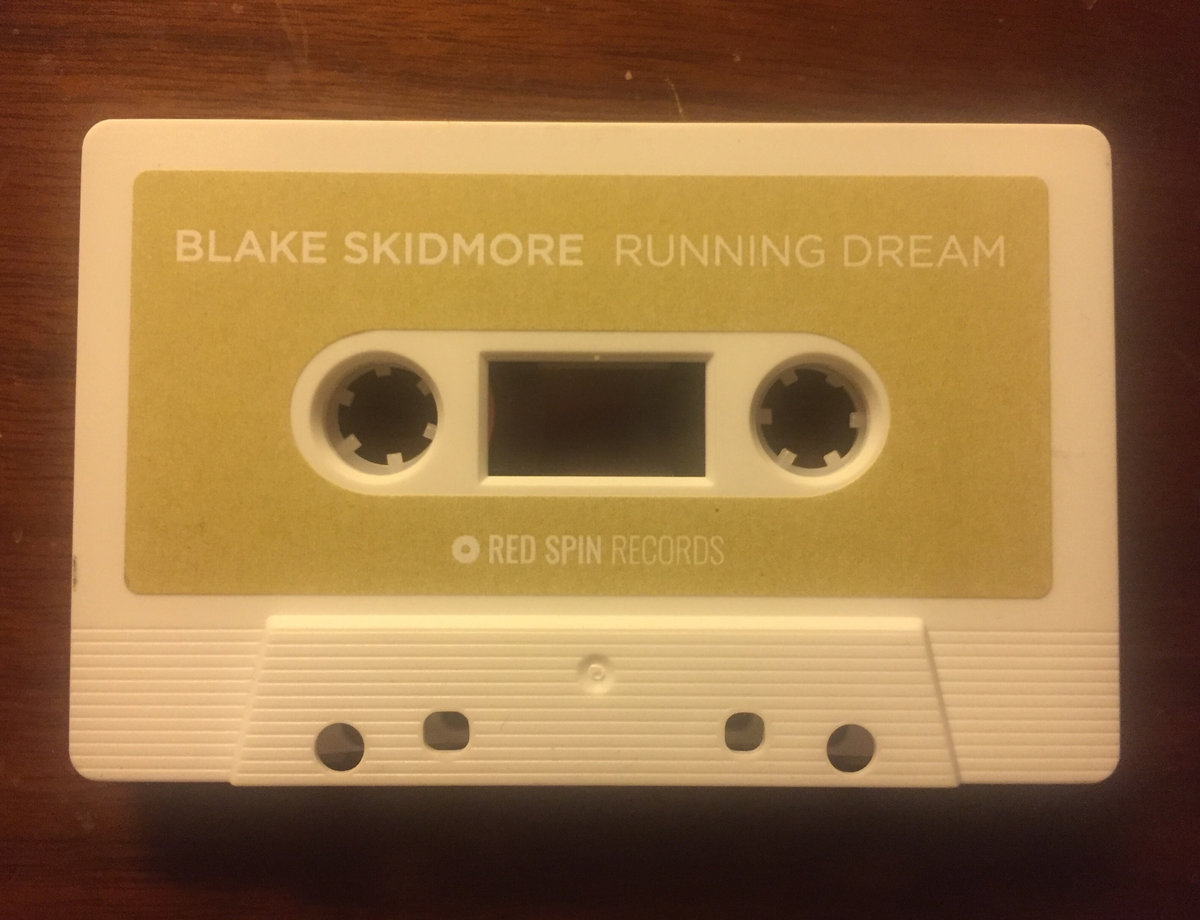 BLAKE SKIDMORE RUNNING DREAM
RED SPIN RECORDS